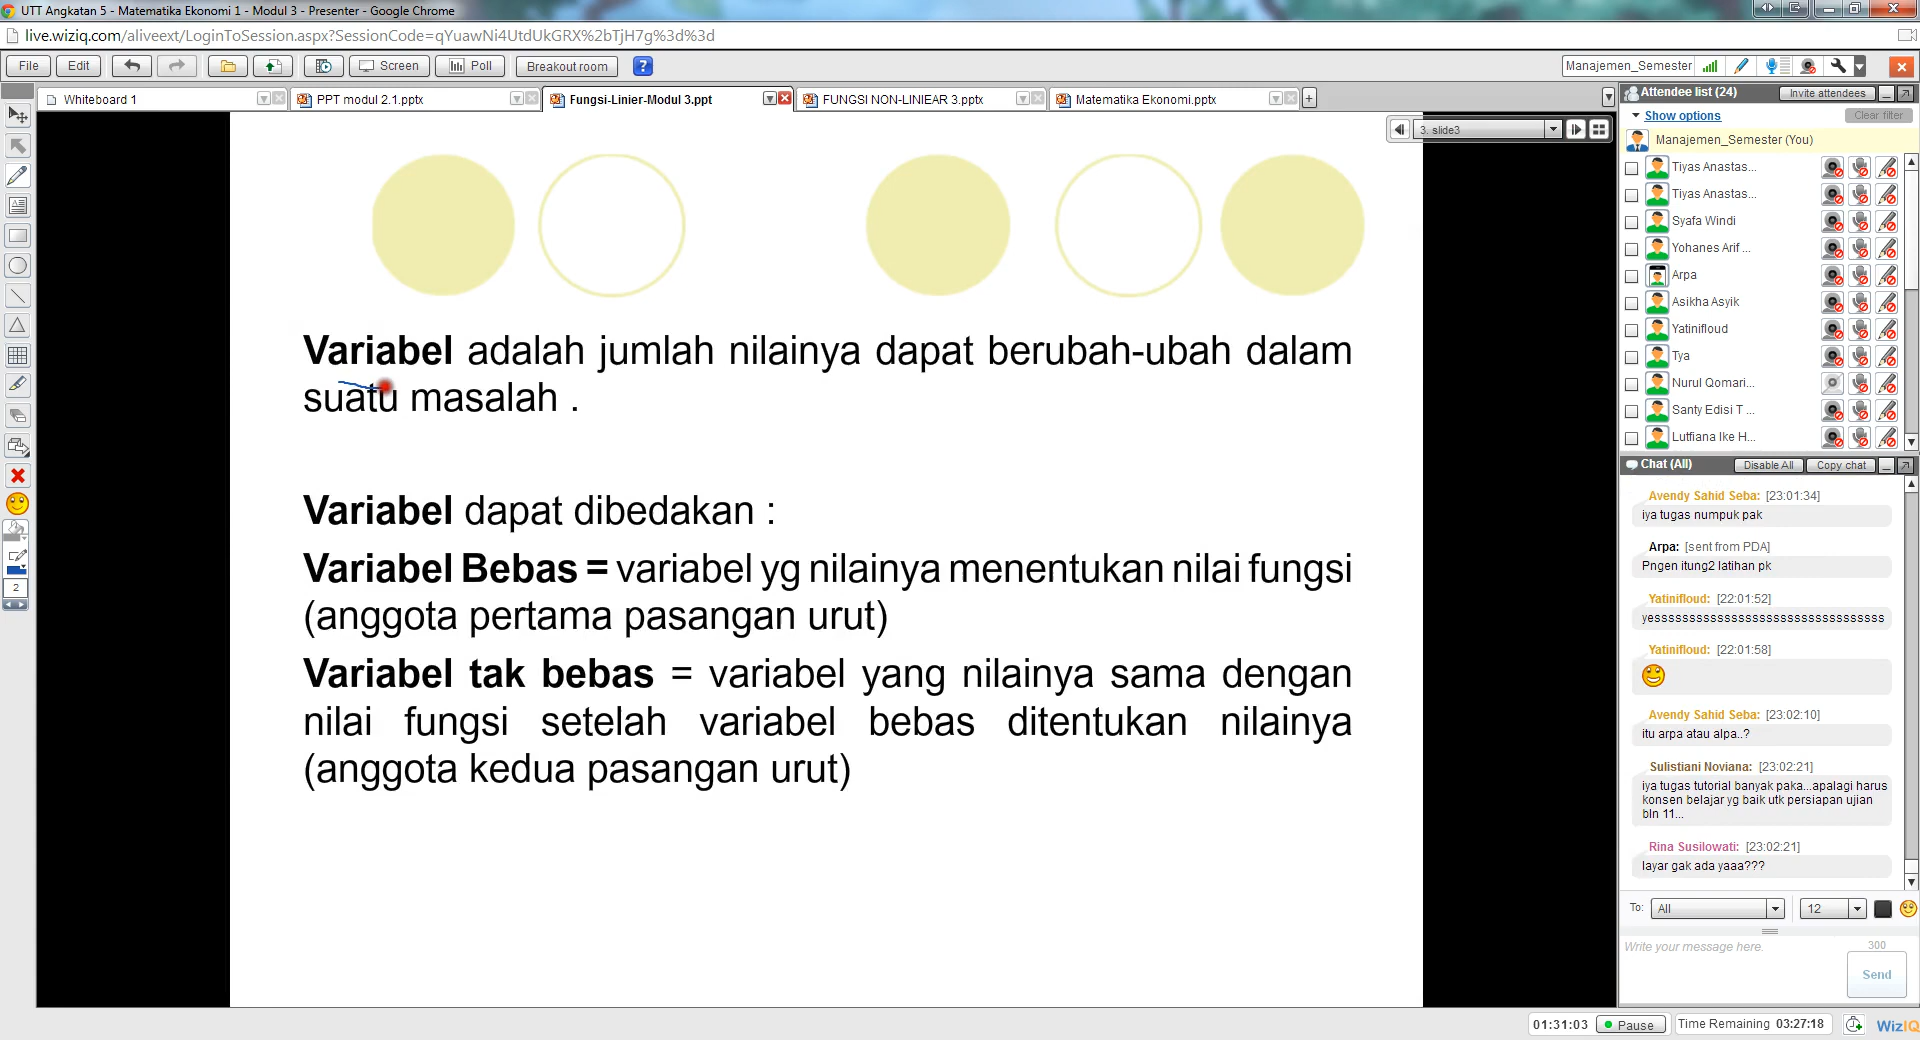 UTT Angkatan 5 - Matematika Ekonomi 1 - Modul 3 - Presenter - Google Chrome
live.wiziq.com/aliveext/LoginToSession.aspx?SessionCode=qYuawNi4UtdUkGRX%2bTjH7g%3d%3d
File Edit Screen Poll Breakout room ? Manajemen_Semester
Whiteboard 1 PPT modul 2.1.pptx Fungsi-Linier-Modul 3.ppt FUNGSI NON-LINIEAR 3.pptx Matematika Ekonomi.pptx +
3. slide3
Variabel adalah jumlah nilainya dapat berubah-ubah dalam
suatu masalah .
Variabel dapat dibedakan :
Variabel Bebas = variabel yg nilainya menentukan nilai fungsi
(anggota pertama pasangan urut)
Variabel tak bebas = variabel yang nilainya sama dengan
nilai fungsi setelah variabel bebas ditentukan nilainya
(anggota kedua pasangan urut)
2
Attendee list (24) Invite attendees
Show options Clear filter
Manajemen_Semester (You)
Tiyas Anastas...
Tiyas Anastas...
Syafa Windi
Yohanes Arif ...
Arpa
Asikha Asyik
Yatinifloud
Tya
Nurul Qomari...
Santy Edisi T ...
Lutfiana Ike H...
Chat (All) Disable All Copy chat
Avendy Sahid Seba: [23:01:34]
iya tugas numpuk pak
Arpa: [sent from PDA]
Pngen itung2 latihan pk
Yatinifloud: [22:01:52]
yessssssssssssssssssssssssssssssssss
Yatinifloud: [22:01:58]
Avendy Sahid Seba: [23:02:10]
itu arpa atau alpa..?
Sulistiani Noviana: [23:02:21]
iya tugas tutorial banyak paka...apalagi harus
konsen belajar yg baik utk persiapan ujian
bln 11...
Rina Susilowati: [23:02:21]
layar gak ada yaaa???
To: All 12
Write your message here. 300
Send
01:31:03 Pause Time Remaining 03:27:18 WizIQ